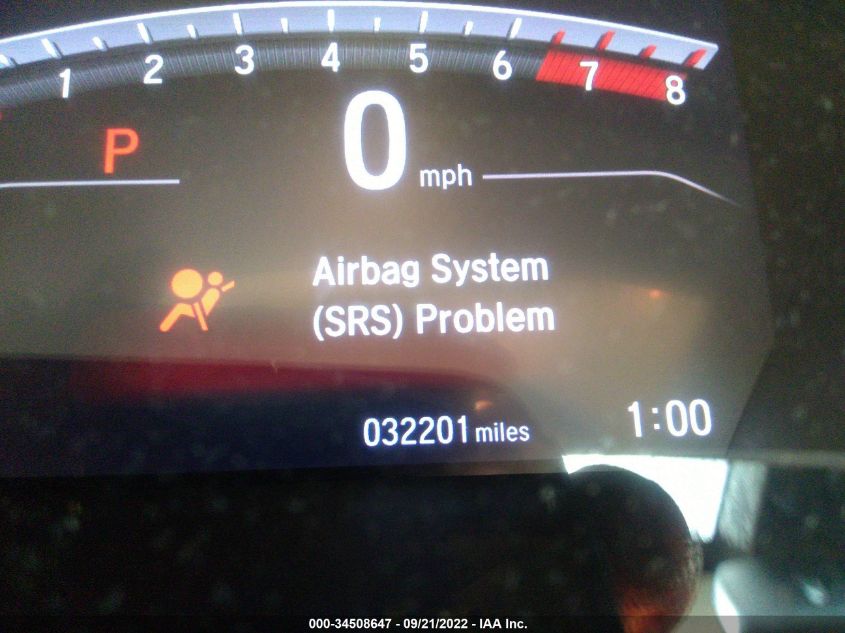 1 2 3 4 5 6 7 8
P
0 mph
Airbag System
(SRS) Problem
032201 miles
1:00
000-34508647 - 09/21/2022 - IAA Inc.